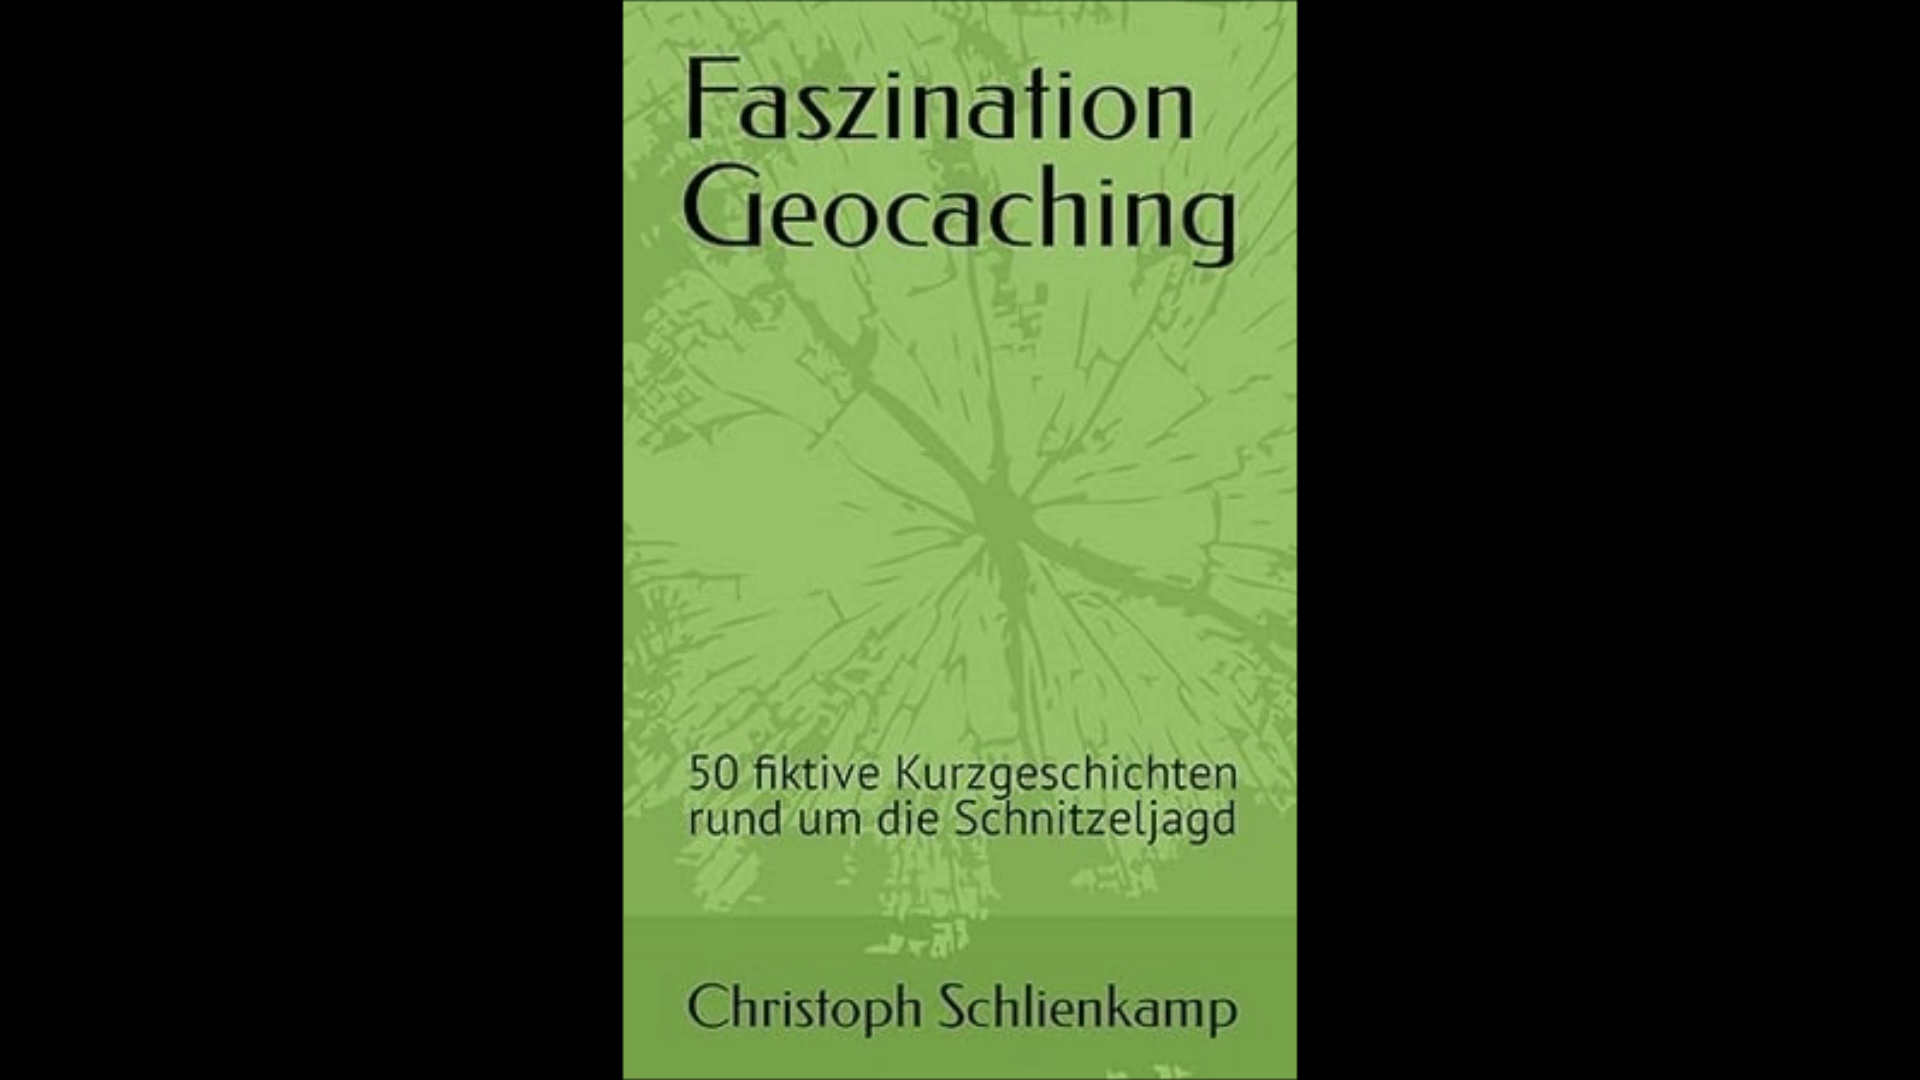 Faszination
Geocaching
50 fiktive Kurzgeschichten
rund um die Schnitzeljagd
Christoph Schlienkamp